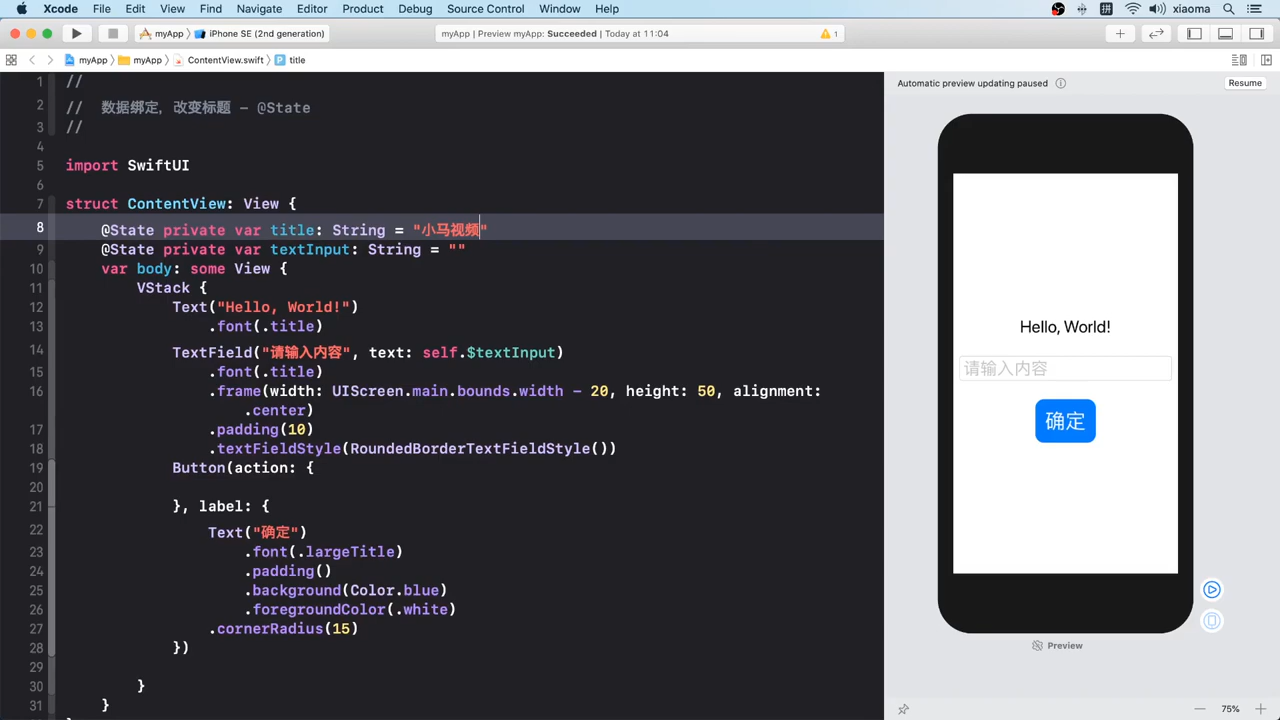 Xcode File Edit View Find Navigate Editor Product Debug Source Control Window Help 拼 xiaoma
myApp 〉 iPhone SE (2nd generation) myApp | Preview myApp: Succeeded | Today at 11:04 1
myApp 〉 myApp 〉 ContentView.swift 〉 P title
Automatic preview updating paused Resume
1 //
2 // 数据绑定，改变标题 - @State
3 //
4
5 import SwiftUI
6
7 struct ContentView: View {
8 @State private var title: String = "小马视频"
9 @State private var textInput: String = ""
10 var body: some View {
11 VStack {
12 Text("Hello, World!")
13 .font(.title)
14 TextField("请输入内容", text: self.$textInput)
15 .font(.title)
16 .frame(width: UIScreen.main.bounds.width - 20, height: 50, alignment:
.center)
17 .padding(10)
18 .textFieldStyle(RoundedBorderTextFieldStyle())
19 Button(action: {
20
21 }, label: {
22 Text("确定")
23 .font(.largeTitle)
24 .padding()
25 .background(Color.blue)
26 .foregroundColor(.white)
27 .cornerRadius(15)
28 })
29
30 }
31 }
Hello, World!
请输入内容
确定
Preview
75%